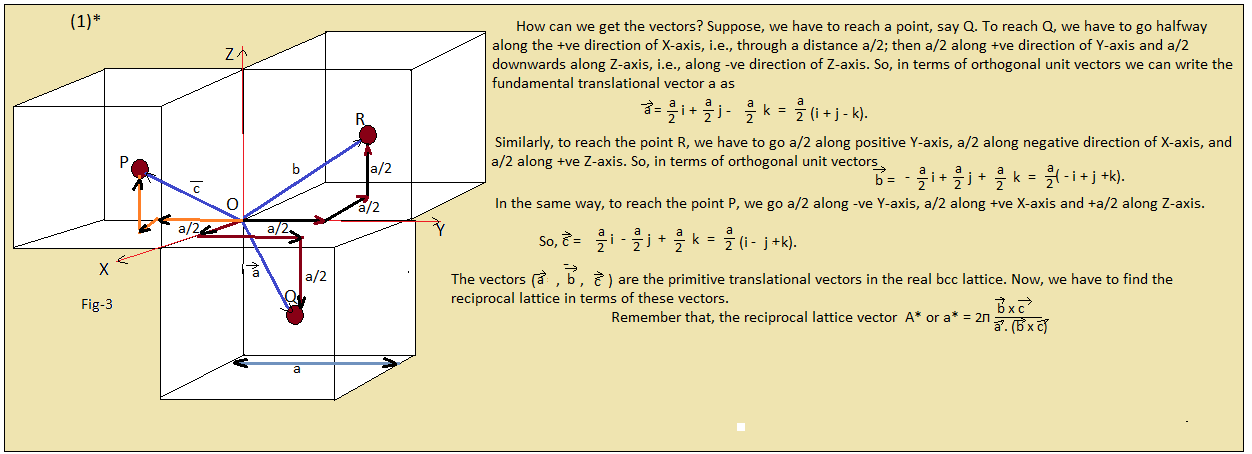 (1)*
Z
R
P
b
a/2
c
O
a/2
a/2
a/2
Y
X
a
a/2
Q
Fig-3
a
How can we get the vectors? Suppose, we have to reach a point, say Q. To reach Q, we have to go halfway
along the +ve direction of X-axis, i.e., through a distance a/2; then a/2 along +ve direction of Y-axis and a/2
downwards along Z-axis, i.e., along -ve direction of Z-axis. So, in terms of orthogonal unit vectors we can write the
fundamental translational vector a as
a⃗ = a/2 i + a/2 j - a/2 k = a/2 (i + j - k).
Similarly, to reach the point R, we have to go a/2 along positive Y-axis, a/2 along negative direction of X-axis, and
a/2 along +ve Z-axis. So, in terms of orthogonal unit vectors
b⃗ = - a/2 i + a/2 j + a/2 k = a/2 ( - i + j +k).
In the same way, to reach the point P, we go a/2 along -ve Y-axis, a/2 along +ve X-axis and +a/2 along Z-axis.
So, c⃗ = a/2 i - a/2 j + a/2 k = a/2 (i - j +k).
The vectors (a⃗ , b⃗ , c⃗ ) are the primitive translational vectors in the real bcc lattice. Now, we have to find the
reciprocal lattice in terms of these vectors.
Remember that, the reciprocal lattice vector A* or a* = 2π b⃗ x c⃗ / a⃗ . (b⃗ x c⃗)